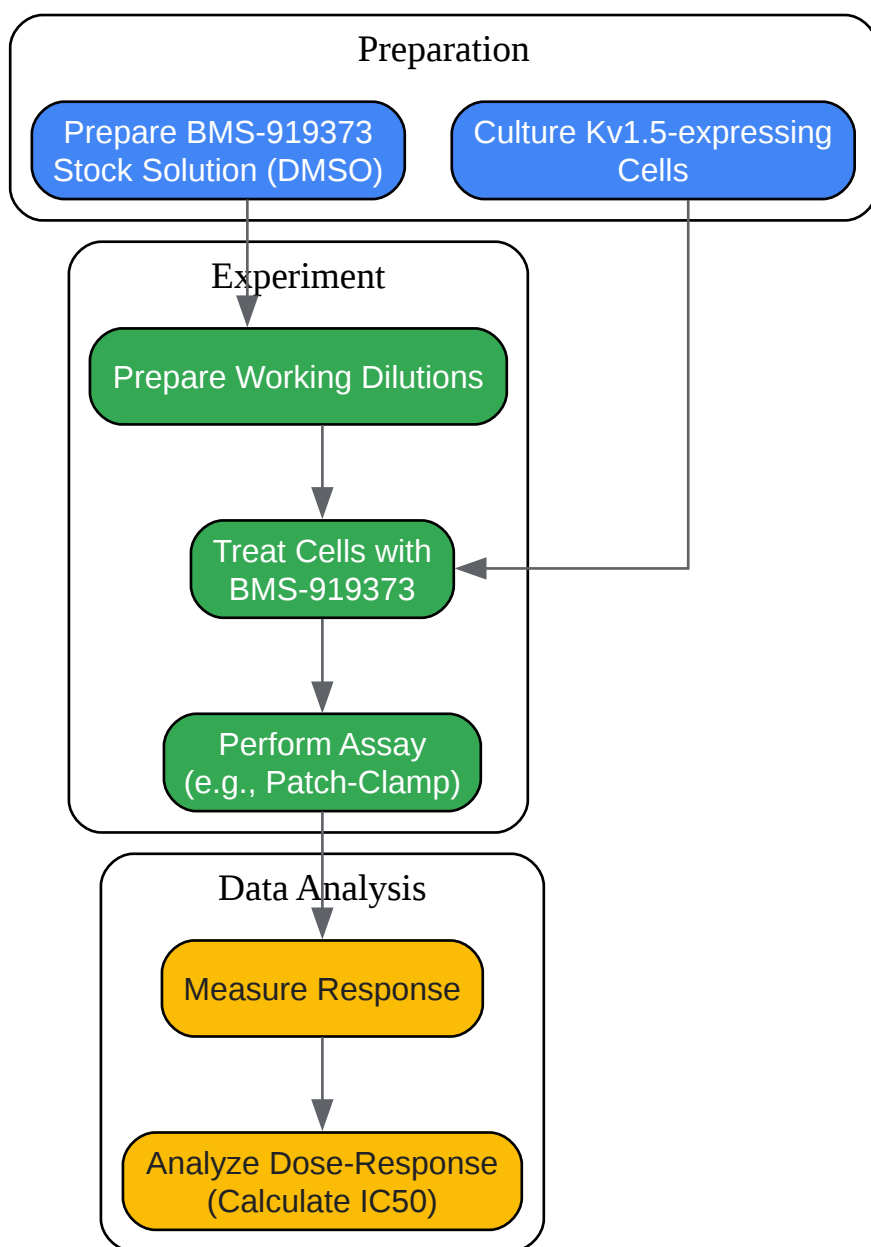 Preparation
Prepare BMS-919373
Stock Solution (DMSO)
Culture Kv1.5-expressing
Cells
Experiment
Prepare Working Dilutions
Treat Cells with
BMS-919373
Perform Assay
(e.g., Patch-Clamp)
Data Analysis
Measure Response
Analyze Dose-Response
(Calculate IC50)